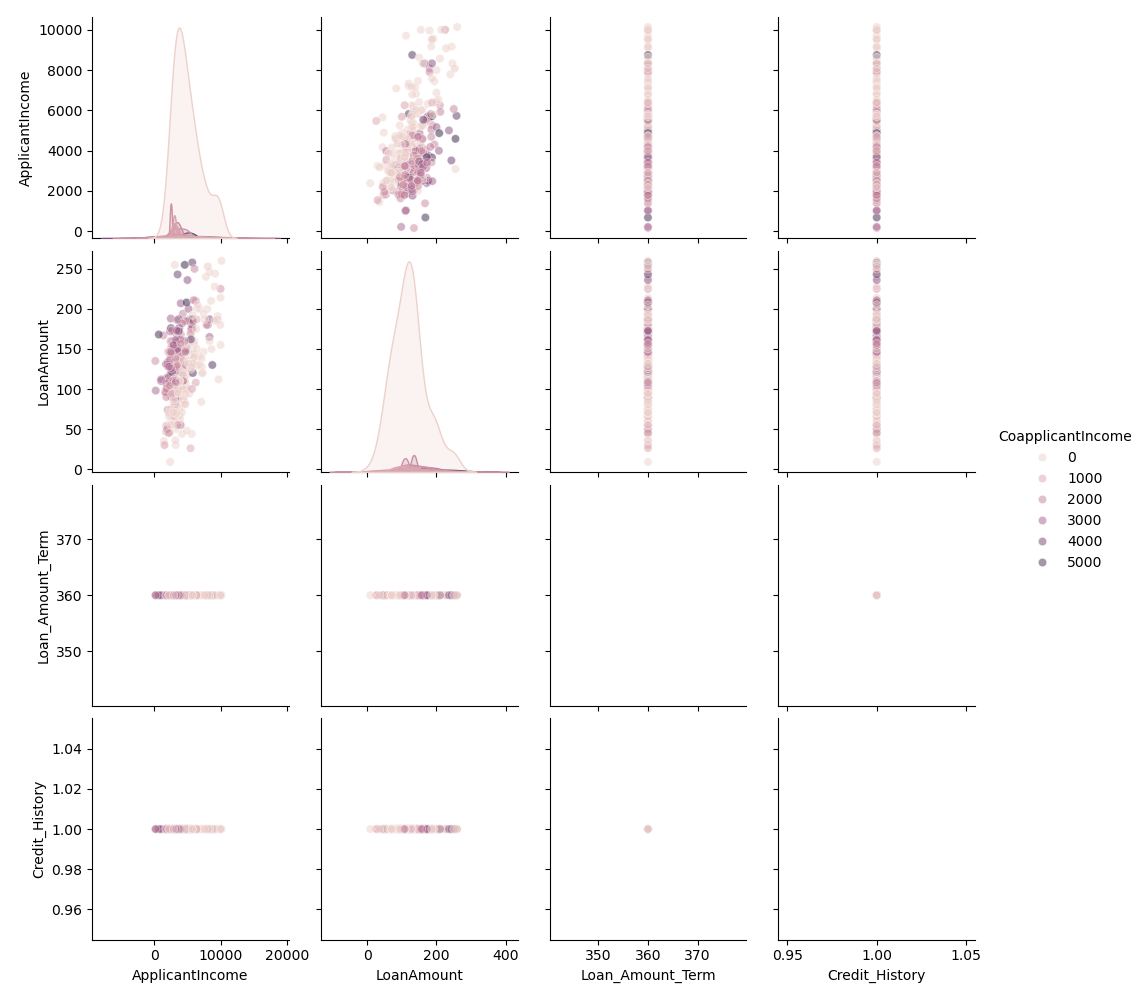 10000
8000
6000
4000
2000
0
ApplicantIncome
250
200
150
100
50
0
LoanAmount
CoapplicantIncome
0
1000
2000
3000
4000
5000
370
360
350
Loan_Amount_Term
1.04
1.02
1.00
0.98
0.96
Credit_History
0 10000 20000
0 200 400
350 360 370
0.95 1.00 1.05
ApplicantIncome
LoanAmount
Loan_Amount_Term
Credit_History